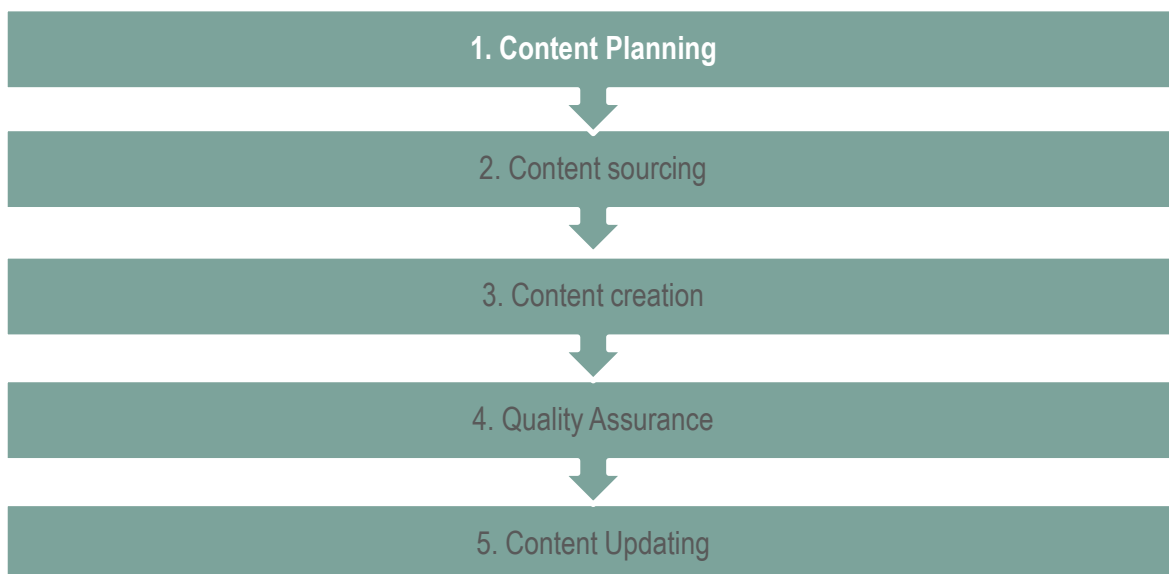 1. Content Planning
2. Content sourcing
3. Content creation
4. Quality Assurance
5. Content Updating